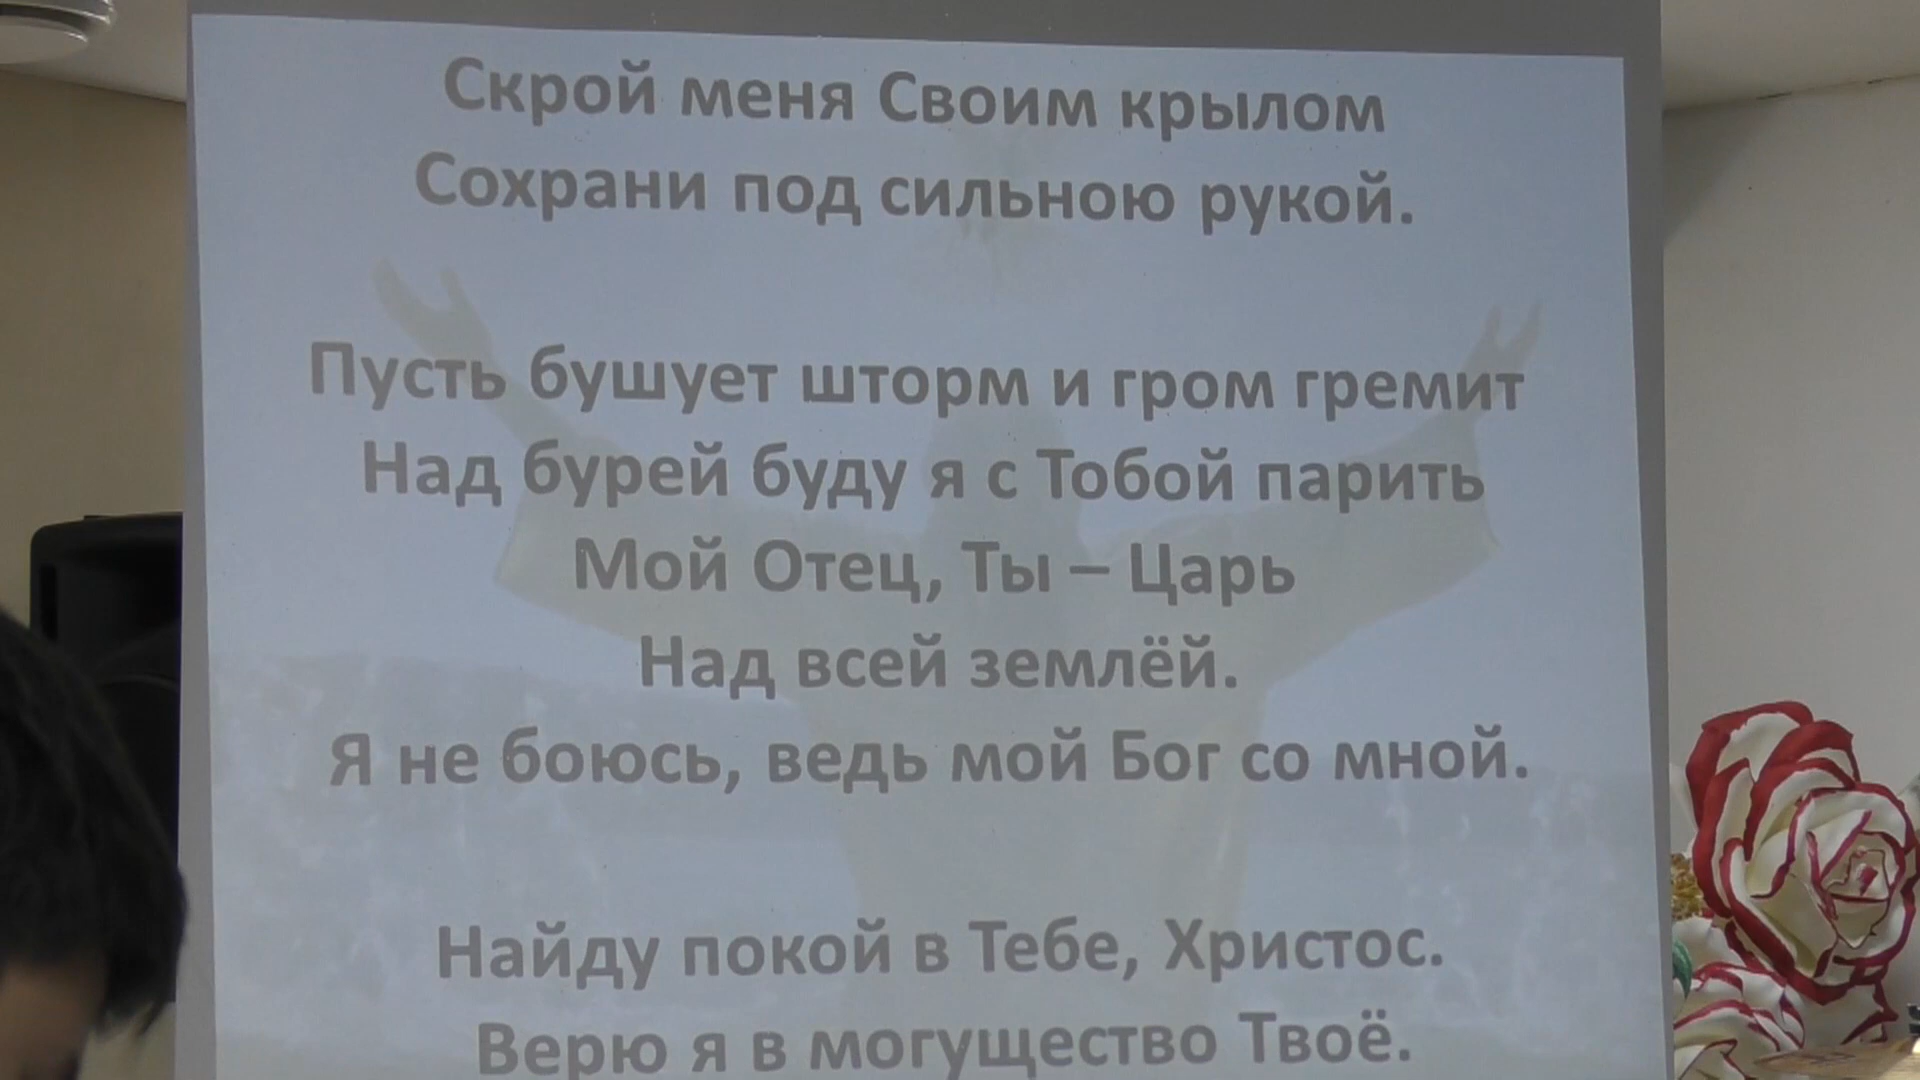 Скрой меня Своим крылом
Сохрани под сильною рукой.
Пусть бушует шторм и гром гремит
Над бурей буду я с Тобой парить
Мой Отец, Ты – Царь
Над всей землёй.
Я не боюсь, ведь мой Бог со мной.
Найду покой в Тебе, Христос.
Верю я в могущество Твоё.